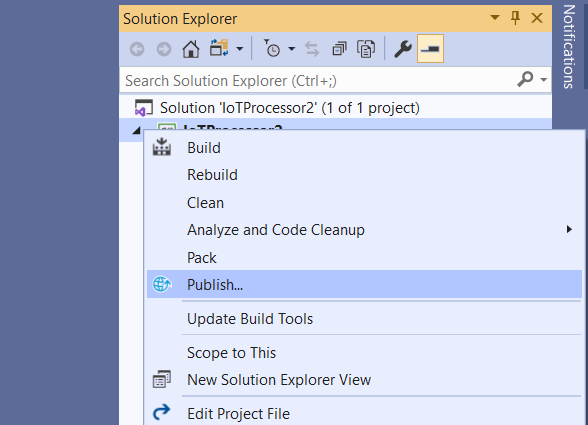 Solution Explorer
Notifications
Search Solution Explorer (Ctrl+;)
Solution 'IoTProcessor2' (1 of 1 project)
IoTProcessor2
Build
Rebuild
Clean
Analyze and Code Cleanup
Pack
Publish...
Update Build Tools
Scope to This
New Solution Explorer View
Edit Project File